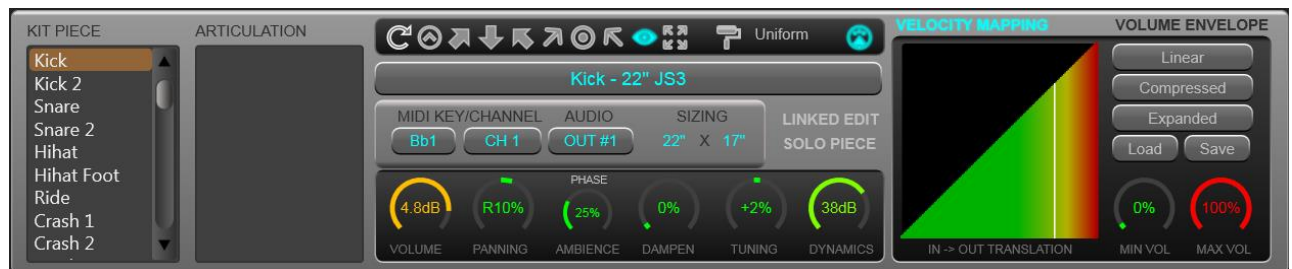 KIT PIECE
Kick
Kick 2
Snare
Snare 2
Hihat
Hihat Foot
Ride
Crash 1
Crash 2
ARTICULATION
Uniform
Kick - 22" JS3
MIDI KEY/CHANNEL AUDIO SIZING
Bb1 CH 1 OUT #1 22" X 17"
LINKED EDIT
SOLO PIECE
PHASE
4.8dB R10% 25% 0% +2% 38dB
VOLUME PANNING AMBIENCE DAMPEN TUNING DYNAMICS
VELOCITY MAPPING
IN -> OUT TRANSLATION
VOLUME ENVELOPE
Linear
Compressed
Expanded
Load Save
0% 100%
MIN VOL MAX VOL